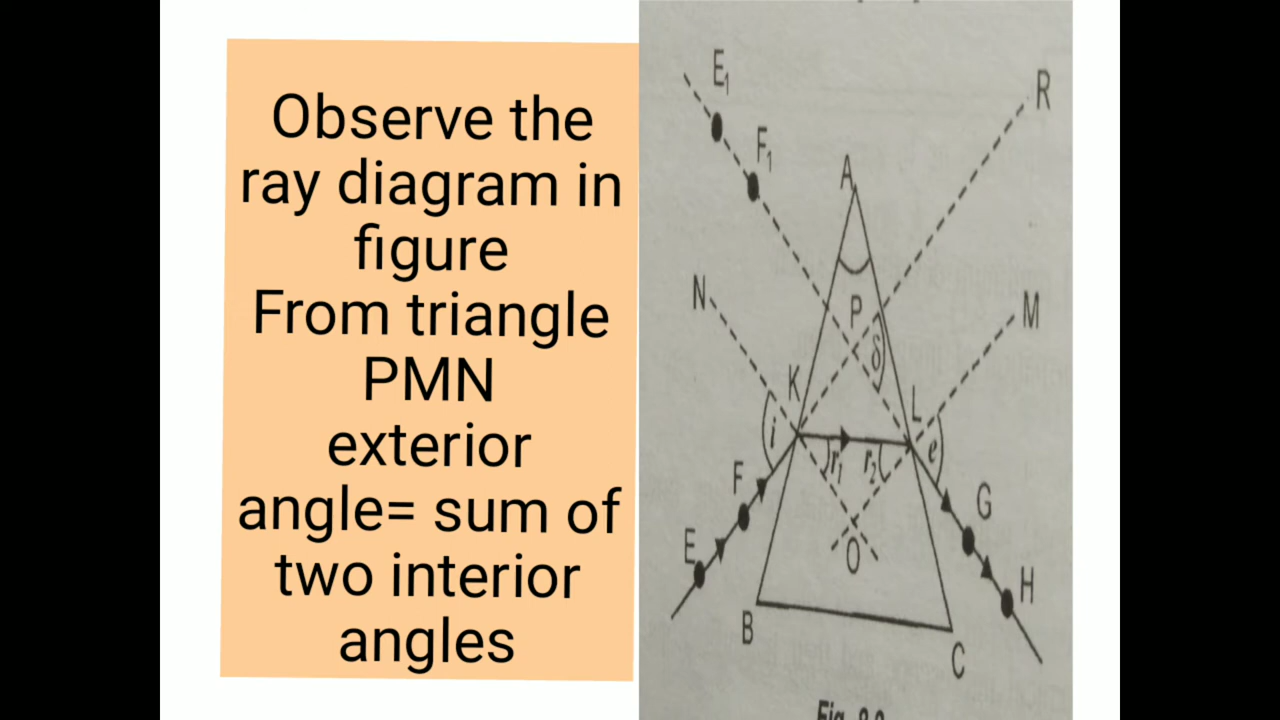 Observe the
ray diagram in
figure
From triangle
PMN
exterior
angle= sum of
two interior
angles
E₁
R
F₁
A
N
P
M
δ
K
L
i
r₁
r₂
e
F
G
E
O
H
B
C